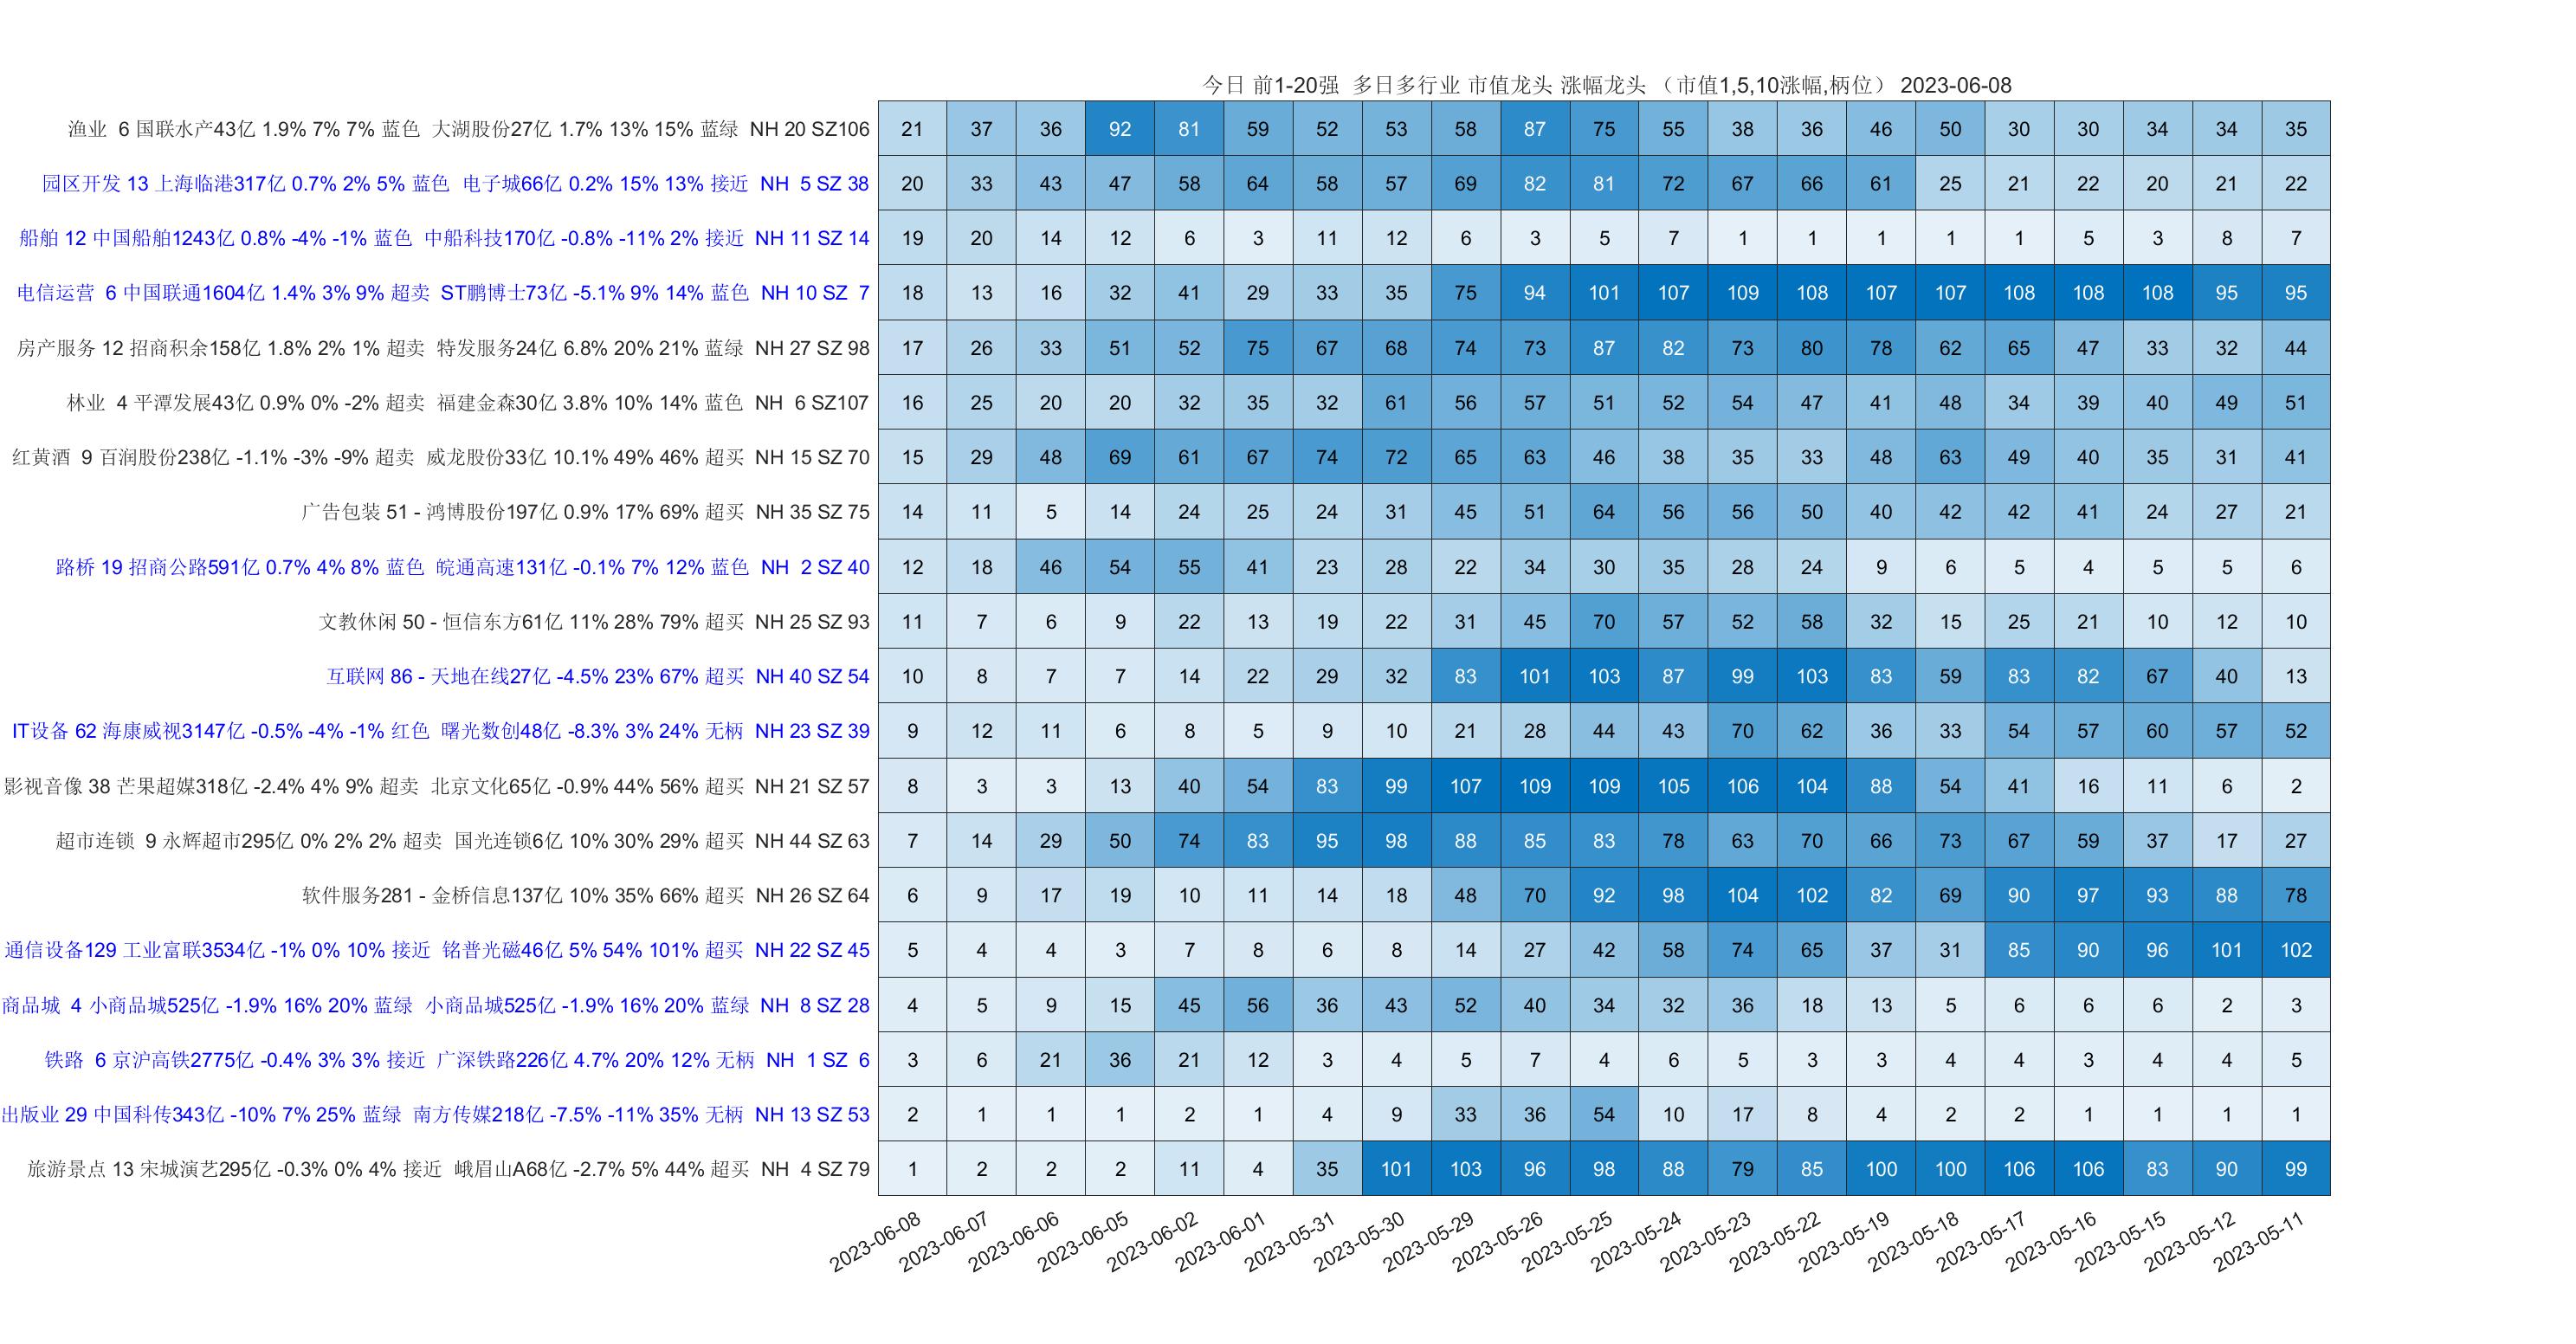 今日 前1-20强 多日多行业 市值龙头 涨幅龙头 （市值1,5,10涨幅,柄位） 2023-06-08
渔业 6 国联水产43亿 1.9% 7% 7% 蓝色 大湖股份27亿 1.7% 13% 15% 蓝绿 NH 20 SZ106 21 37 36 92 81 59 52 53 58 87 75 55 38 36 46 50 30 30 34 34 35
园区开发 13 上海临港317亿 0.7% 2% 5% 蓝色 电子城66亿 0.2% 15% 13% 接近 NH 5 SZ 38 20 33 43 47 58 64 58 57 69 82 81 72 67 66 61 25 21 22 20 21 22
船舶 12 中国船舶1243亿 0.8% -4% -1% 蓝色 中船科技170亿 -0.8% -11% 2% 接近 NH 11 SZ 14 19 20 14 12 6 3 11 12 6 3 5 7 1 1 1 1 1 5 3 8 7
电信运营 6 中国联通1604亿 1.4% 3% 9% 超卖 ST鹏博士73亿 -5.1% 9% 14% 蓝色 NH 10 SZ 7 18 13 16 32 41 29 33 35 75 94 101 107 109 108 107 107 108 108 108 95 95
房产服务 12 招商积余158亿 1.8% 2% 1% 超卖 特发服务24亿 6.8% 20% 21% 蓝绿 NH 27 SZ 98 17 26 33 51 52 75 67 68 74 73 87 82 73 80 78 62 65 47 33 32 44
林业 4 平潭发展43亿 0.9% 0% -2% 超卖 福建金森30亿 3.8% 10% 14% 蓝色 NH 6 SZ107 16 25 20 20 32 35 32 61 56 57 51 52 54 47 41 48 34 39 40 49 51
红黄酒 9 百润股份238亿 -1.1% -3% -9% 超卖 威龙股份33亿 10.1% 49% 46% 超买 NH 15 SZ 70 15 29 48 69 61 67 74 72 65 63 46 38 35 33 48 63 49 40 35 31 41
广告包装 51 - 鸿博股份197亿 0.9% 17% 69% 超买 NH 35 SZ 75 14 11 5 14 24 25 24 31 45 51 64 56 56 50 40 42 42 41 24 27 21
路桥 19 招商公路591亿 0.7% 4% 8% 蓝色 皖通高速131亿 -0.1% 7% 12% 蓝色 NH 2 SZ 40 12 18 46 54 55 41 23 28 22 34 30 35 28 24 9 6 5 4 5 5 6
文教休闲 50 - 恒信东方61亿 11% 28% 79% 超买 NH 25 SZ 93 11 7 6 9 22 13 19 22 31 45 70 57 52 58 32 15 25 21 10 12 10
互联网 86 - 天地在线27亿 -4.5% 23% 67% 超买 NH 40 SZ 54 10 8 7 7 14 22 29 32 83 101 103 87 99 103 83 59 83 82 67 40 13
IT设备 62 海康威视3147亿 -0.5% -4% -1% 红色 曙光数创48亿 -8.3% 3% 24% 无柄 NH 23 SZ 39 9 12 11 6 8 5 9 10 21 28 44 43 70 62 36 33 54 57 60 57 52
影视音像 38 芒果超媒318亿 -2.4% 4% 9% 超卖 北京文化65亿 -0.9% 44% 56% 超买 NH 21 SZ 57 8 3 3 13 40 54 83 99 107 109 109 105 106 104 88 54 41 16 11 6 2
超市连锁 9 永辉超市295亿 0% 2% 2% 超卖 国光连锁6亿 10% 30% 29% 超买 NH 44 SZ 63 7 14 29 50 74 83 95 98 88 85 83 78 63 70 66 73 67 59 37 17 27
软件服务281 - 金桥信息137亿 10% 35% 66% 超买 NH 26 SZ 64 6 9 17 19 10 11 14 18 48 70 92 98 104 102 82 69 90 97 93 88 78
通信设备129 工业富联3534亿 -1% 0% 10% 接近 铭普光磁46亿 5% 54% 101% 超买 NH 22 SZ 45 5 4 4 3 7 8 6 8 14 27 42 58 74 65 37 31 85 90 96 101 102
商品城 4 小商品城525亿 -1.9% 16% 20% 蓝绿 小商品城525亿 -1.9% 16% 20% 蓝绿 NH 8 SZ 28 4 5 9 15 45 56 36 43 52 40 34 32 36 18 13 5 6 6 6 2 3
铁路 6 京沪高铁2775亿 -0.4% 3% 3% 接近 广深铁路226亿 4.7% 20% 12% 无柄 NH 1 SZ 6 3 6 21 36 21 12 3 4 5 7 4 6 5 3 3 4 4 3 4 4 5
出版业 29 中国科传343亿 -10% 7% 25% 蓝绿 南方传媒218亿 -7.5% -11% 35% 无柄 NH 13 SZ 53 2 1 1 1 2 1 4 9 33 36 54 10 17 8 4 2 2 1 1 1 1
旅游景点 13 宋城演艺295亿 -0.3% 0% 4% 接近 峨眉山A68亿 -2.7% 5% 44% 超买 NH 4 SZ 79 1 2 2 2 11 4 35 101 103 96 98 88 79 85 100 100 106 106 83 90 99
2023-06-08 2023-06-07 2023-06-06 2023-06-05 2023-06-02 2023-06-01 2023-05-31 2023-05-30 2023-05-29 2023-05-26 2023-05-25 2023-05-24 2023-05-23 2023-05-22 2023-05-19 2023-05-18 2023-05-17 2023-05-16 2023-05-15 2023-05-12 2023-05-11